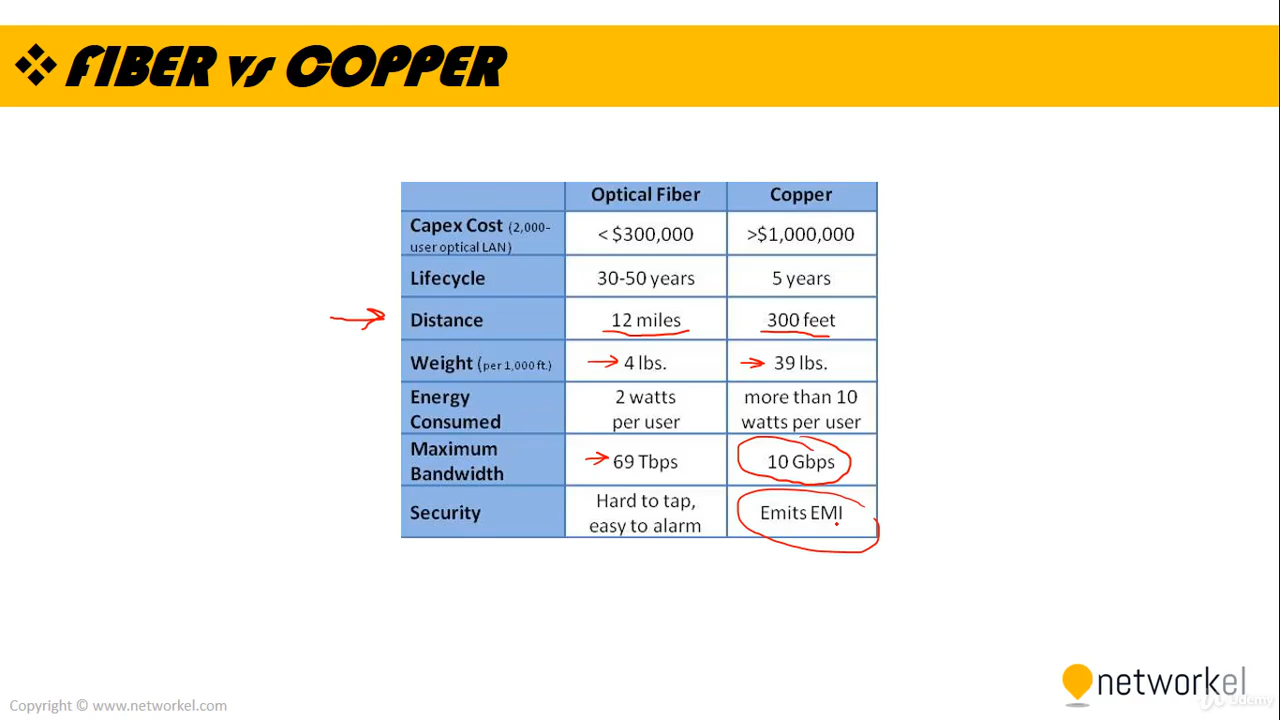 FIBER vs COPPER
Optical Fiber Copper
Capex Cost (2,000-
user optical LAN)
< $300,000 >$1,000,000
Lifecycle 30-50 years 5 years
Distance 12 miles 300 feet
Weight (per 1,000 ft.) 4 lbs. 39 lbs.
Energy
Consumed
2 watts
per user
more than 10
watts per user
Maximum
Bandwidth
69 Tbps 10 Gbps
Security
Hard to tap,
easy to alarm
Emits EMI
networkel
Udemy
Copyright © www.networkel.com